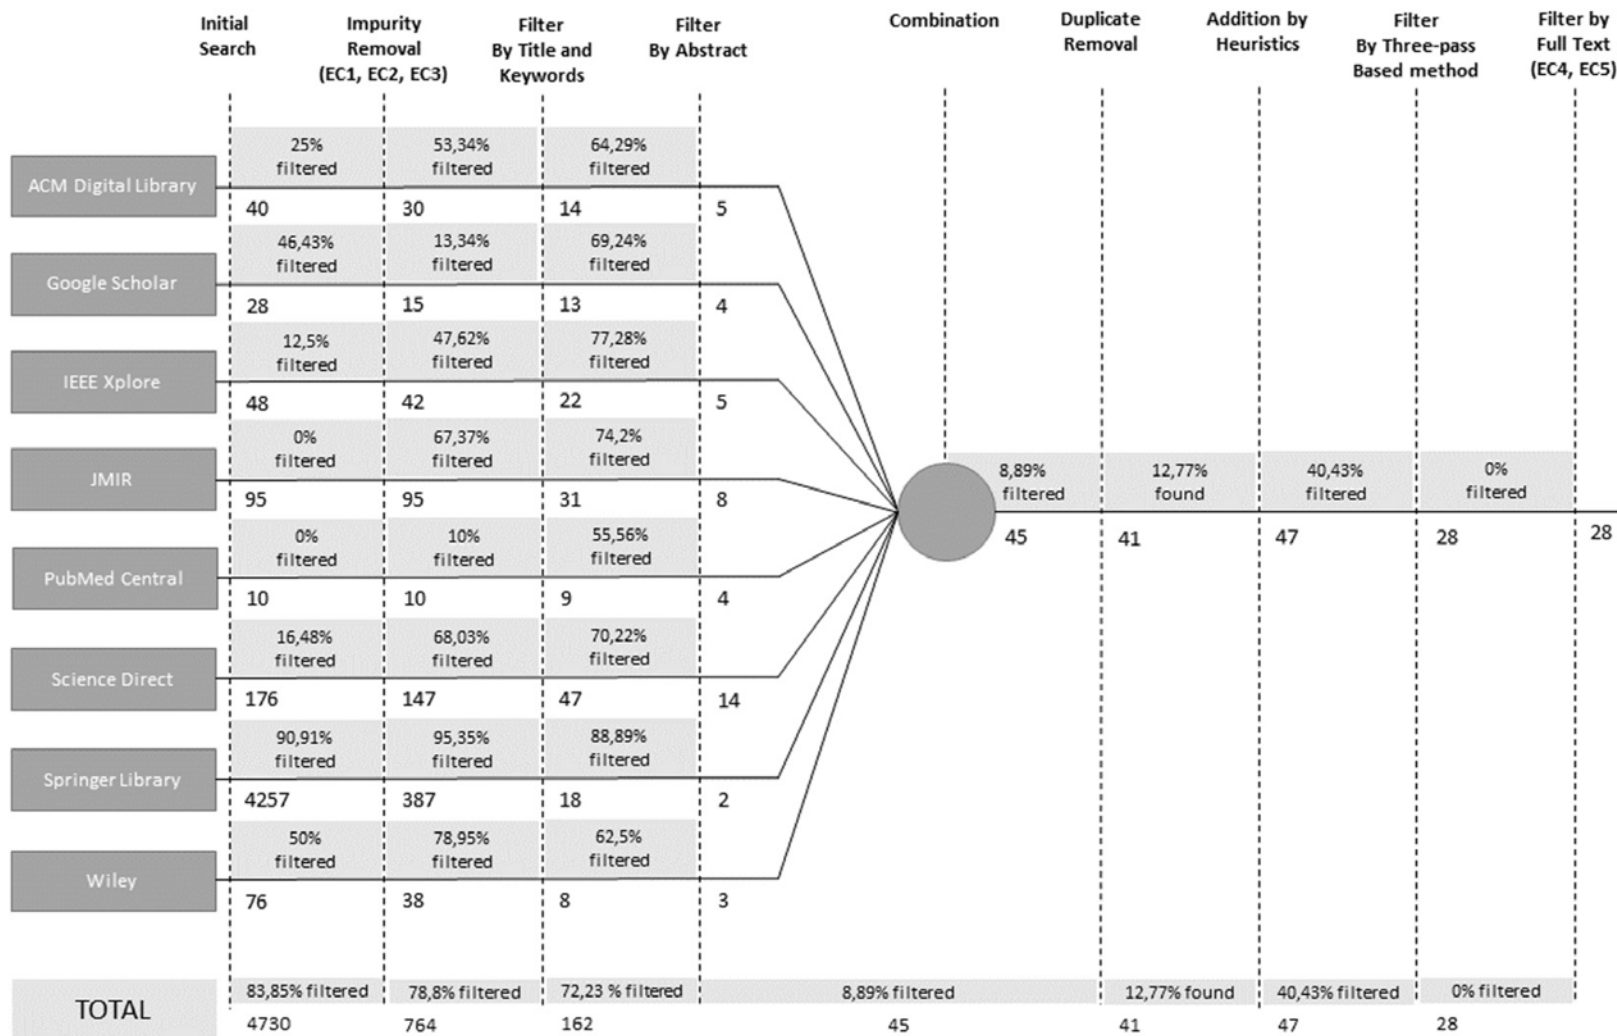 Initial
Search
Impurity
Removal
(EC1, EC2, EC3)
Filter
By Title and
Keywords
Filter
By Abstract
Combination
Duplicate
Removal
Addition by
Heuristics
Filter
By Three-pass
Based method
Filter by
Full Text
(EC4, EC5)
25%
filtered
53,34%
filtered
64,29%
filtered
ACM Digital Library
40
30
14
5
46,43%
filtered
13,34%
filtered
69,24%
filtered
Google Scholar
28
15
13
4
12,5%
filtered
47,62%
filtered
77,28%
filtered
IEEE Xplore
48
42
22
5
0%
filtered
67,37%
filtered
74,2%
filtered
JMIR
95
95
31
8
0%
filtered
10%
filtered
55,56%
filtered
PubMed Central
10
10
9
4
16,48%
filtered
68,03%
filtered
70,22%
filtered
Science Direct
176
147
47
14
90,91%
filtered
95,35%
filtered
88,89%
filtered
Springer Library
4257
387
18
2
50%
filtered
78,95%
filtered
62,5%
filtered
Wiley
76
38
8
3
8,89%
filtered
12,77%
found
40,43%
filtered
0%
filtered
45
41
47
28
28
TOTAL
83,85% filtered
78,8% filtered
72,23 % filtered
8,89% filtered
12,77% found
40,43% filtered
0% filtered
4730
764
162
45
41
47
28